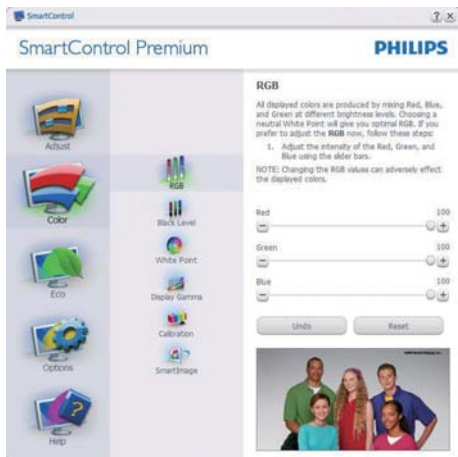 SmartControl
SmartControl Premium
PHILIPS
Adjust
Color
Eco
Options
Help
RGB
Black Level
White Point
Display Gamma
Calibration
SmartImage
RGB
All displayed colors are produced by mixing Red, Blue,
and Green at different brightness levels. Choosing a
neutral White Point will give you optimal RGB. If you
prefer to adjust the RGB now, follow these steps:
1. Adjust the intensity of the Red, Green, and
Blue using the slider bars.
NOTE: Changing the RGB values can adversely effect
the displayed colors.
Red 100
Green 100
Blue 100
Undo Reset